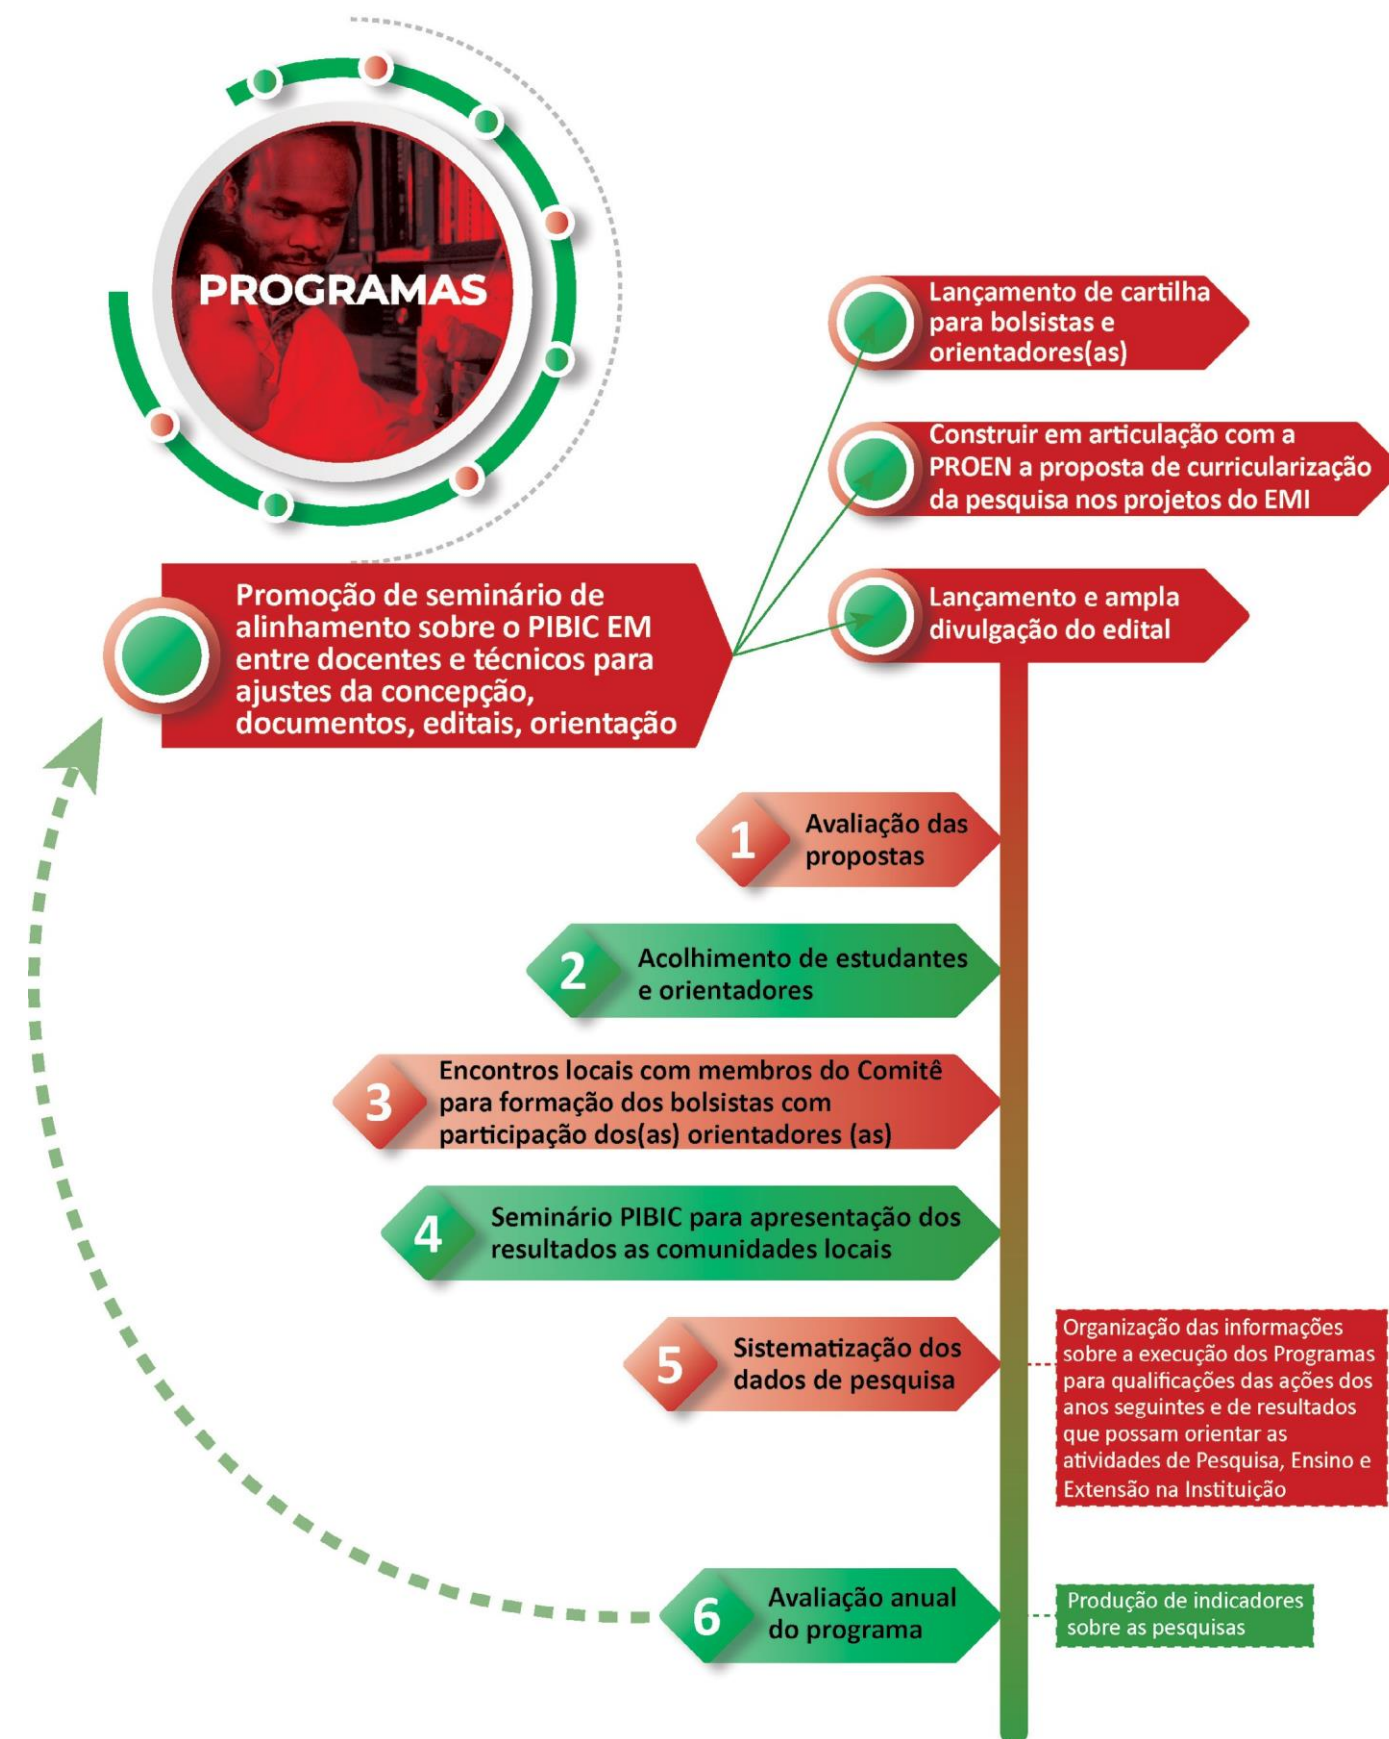 PROGRAMAS
Lançamento de cartilha
para bolsistas e
orientadores(as)
Construir em articulação com a
PROEN a proposta de curricularização
da pesquisa nos projetos do EMI
Lançamento e ampla
divulgação do edital
Promoção de seminário de
alinhamento sobre o PIBIC EM
entre docentes e técnicos para
ajustes da concepção,
documentos, editais, orientação
1
Avaliação das
propostas
2
Acolhimento de estudantes
e orientadores
3
Encontros locais com membros do Comitê
para formação dos bolsistas com
participação dos(as) orientadores (as)
4
Seminário PIBIC para apresentação dos
resultados as comunidades locais
5
Sistematização dos
dados de pesquisa
Organização das informações
sobre a execução dos Programas
para qualificações das ações dos
anos seguintes e de resultados
que possam orientar as
atividades de Pesquisa, Ensino e
Extensão na Instituição
6
Avaliação anual
do programa
Produção de indicadores
sobre as pesquisas